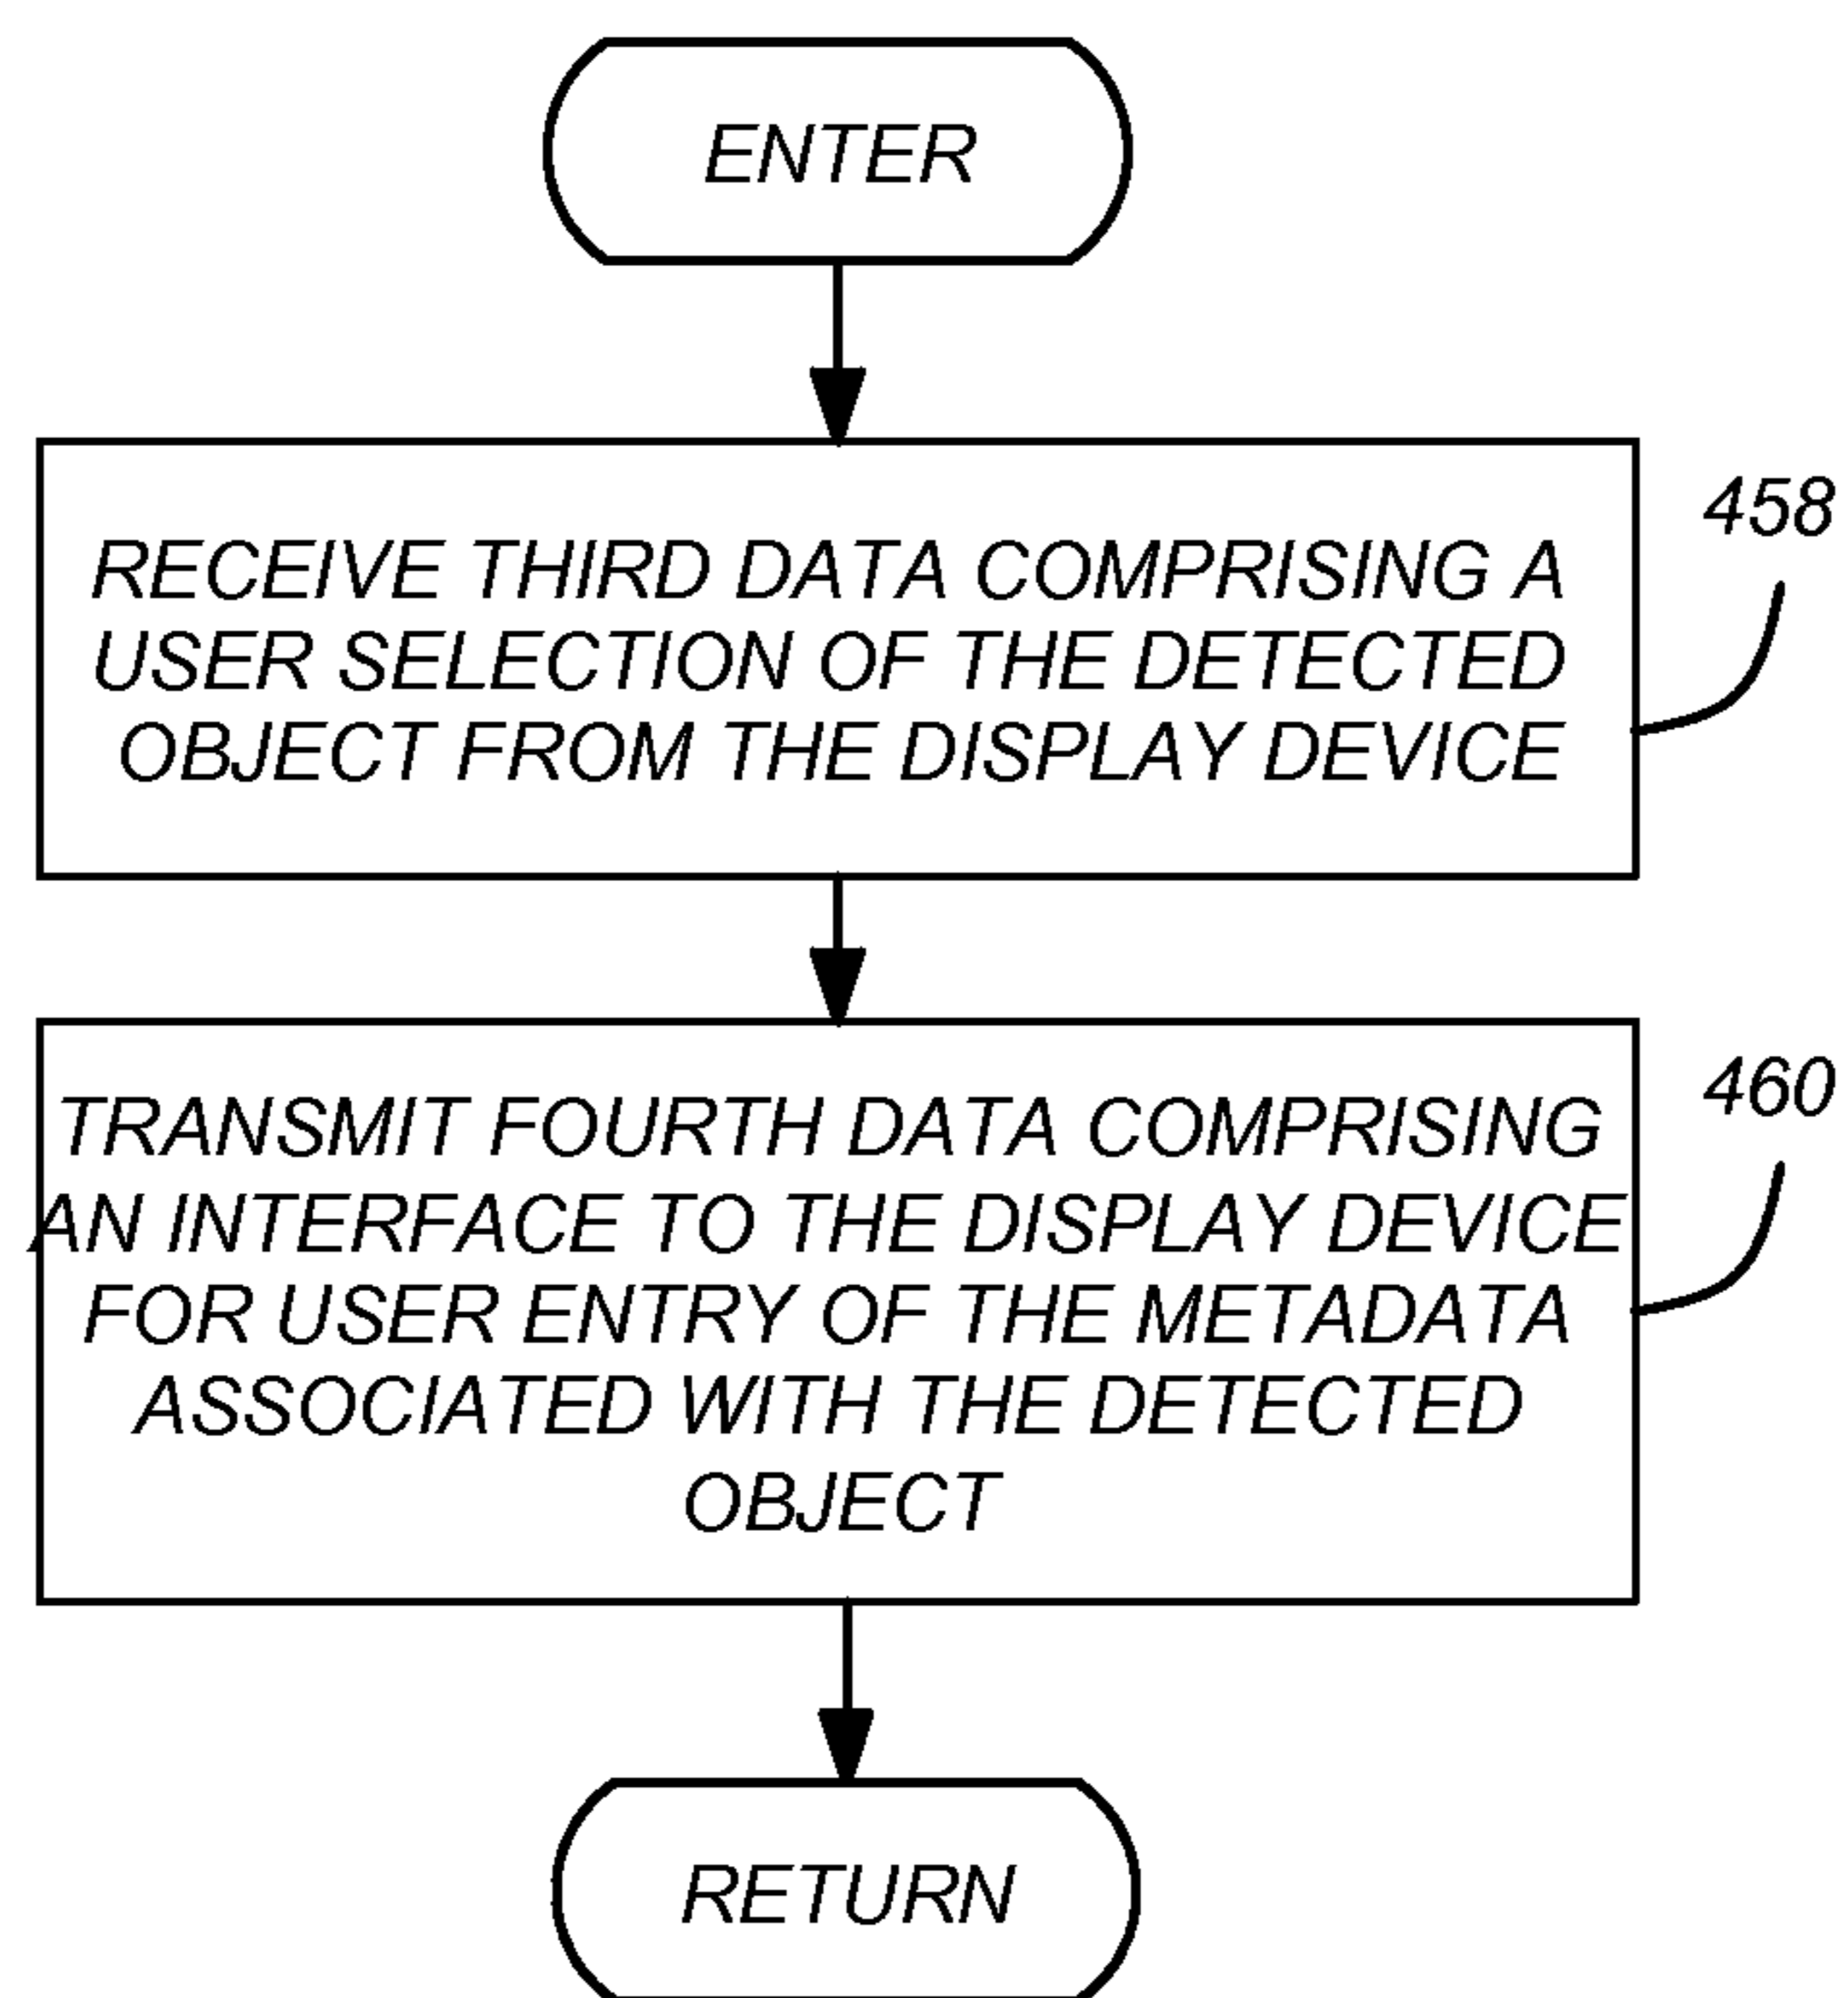 ENTER
RECEIVE THIRD DATA COMPRISING A
USER SELECTION OF THE DETECTED
OBJECT FROM THE DISPLAY DEVICE
458
TRANSMIT FOURTH DATA COMPRISING
AN INTERFACE TO THE DISPLAY DEVICE
FOR USER ENTRY OF THE METADATA
ASSOCIATED WITH THE DETECTED
OBJECT
460
RETURN